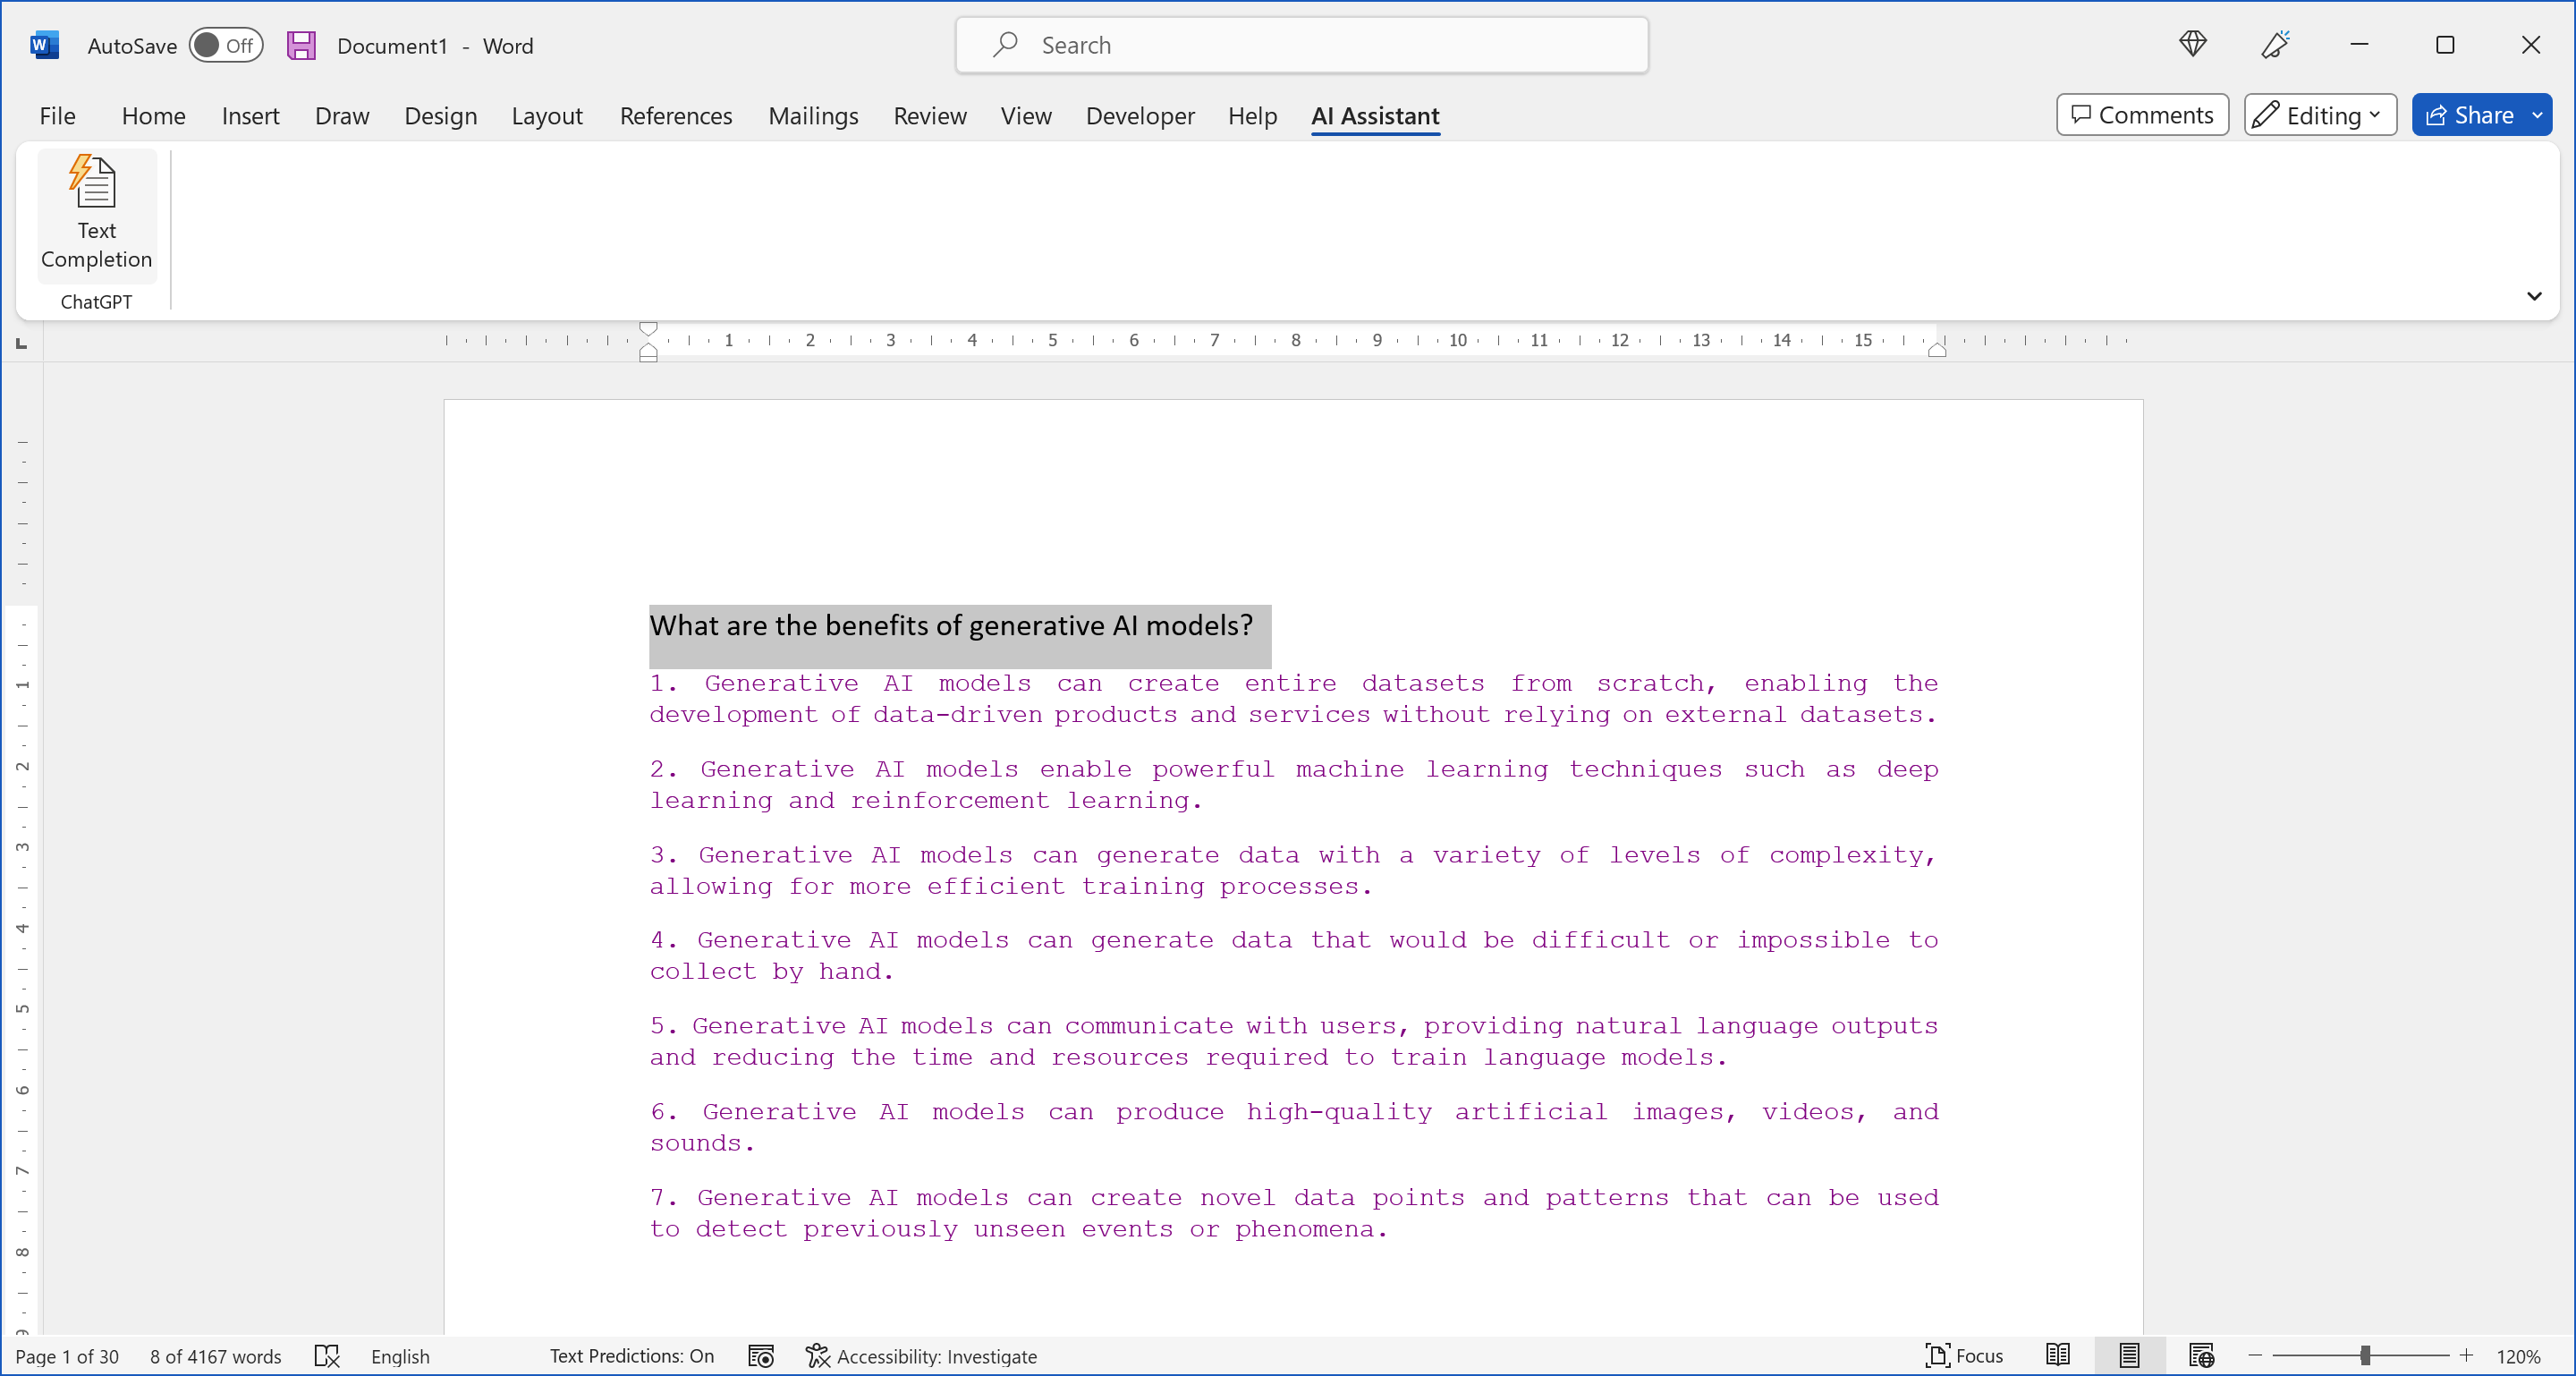 AutoSave Off Document1 - Word Search
File Home Insert Draw Design Layout References Mailings Review View Developer Help AI Assistant Comments Editing Share
Text
Completion
ChatGPT
1 2 3 4 5 6 7 8 9 10 11 12 13 14 15
What are the benefits of generative AI models?
1. Generative AI models can create entire datasets from scratch, enabling the
development of data-driven products and services without relying on external datasets.
2. Generative AI models enable powerful machine learning techniques such as deep
learning and reinforcement learning.
3. Generative AI models can generate data with a variety of levels of complexity,
allowing for more efficient training processes.
4. Generative AI models can generate data that would be difficult or impossible to
collect by hand.
5. Generative AI models can communicate with users, providing natural language outputs
and reducing the time and resources required to train language models.
6. Generative AI models can produce high-quality artificial images, videos, and
sounds.
7. Generative AI models can create novel data points and patterns that can be used
to detect previously unseen events or phenomena.
1
2
3
4
5
6
7
8
9
Page 1 of 30 8 of 4167 words English Text Predictions: On Accessibility: Investigate Focus 120%